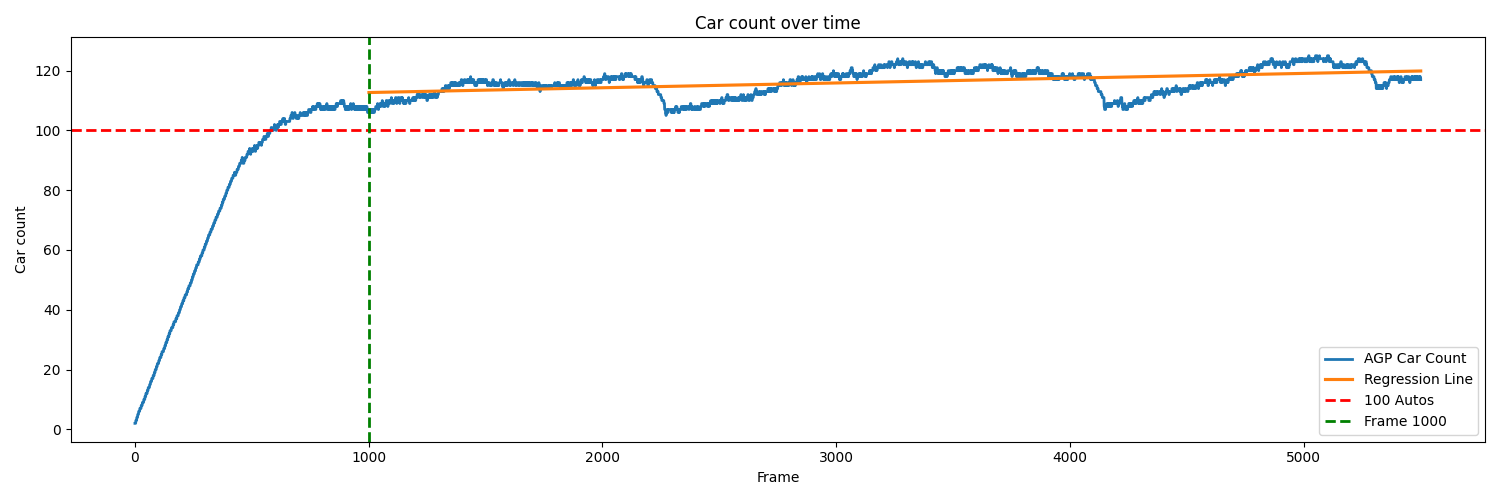 Car count over time
Car count
120
100
80
60
40
20
0
0 1000 2000 3000 4000 5000
Frame
AGP Car Count
Regression Line
100 Autos
Frame 1000